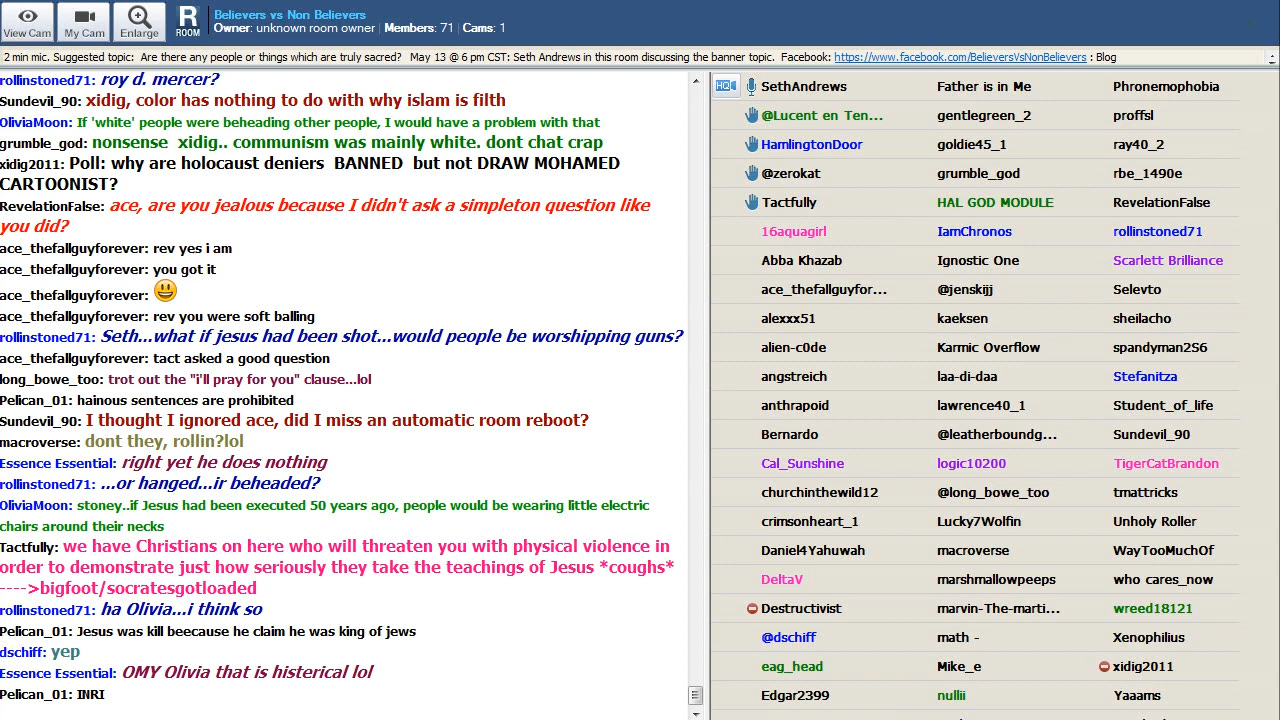 View Cam
My Cam
Enlarge
R
ROOM
Believers vs Non Believers
Owner: unknown room owner | Members: 71 | Cams: 1
2 min mic. Suggested topic: Are there any people or things which are truly sacred? May 13 @ 6 pm CST: Seth Andrews in this room discussing the banner topic. Facebook: https://www.facebook.com/BelieversVsNonBelievers : Blog
rollinstoned71: roy d. mercer?
Sundevil_90: xidig, color has nothing to do with why islam is filth
OliviaMoon: If 'white' people were beheading other people, I would have a problem with that
grumble_god: nonsense xidig.. communism was mainly white. dont chat crap
xidig2011: Poll: why are holocaust deniers BANNED but not DRAW MOHAMED
CARTOONIST?
RevelationFalse: ace, are you jealous because I didn't ask a simpleton question like
you did?
ace_thefallguyforever: rev yes i am
ace_thefallguyforever: you got it
ace_thefallguyforever:
ace_thefallguyforever: rev you were soft balling
rollinstoned71: Seth...what if jesus had been shot...would people be worshipping guns?
ace_thefallguyforever: tact asked a good question
long_bowe_too: trot out the "i'll pray for you" clause...lol
Pelican_01: hainous sentences are prohibited
Sundevil_90: I thought I ignored ace, did I miss an automatic room reboot?
macroverse: dont they, rollin?lol
Essence Essential: right yet he does nothing
rollinstoned71: ...or hanged...ir beheaded?
OliviaMoon: stoney..if Jesus had been executed 50 years ago, people would be wearing little electric
chairs around their necks
Tactfully: we have Christians on here who will threaten you with physical violence in
order to demonstrate just how seriously they take the teachings of Jesus *coughs*
---->bigfoot/socratesgotloaded
rollinstoned71: ha Olivia...i think so
Pelican_01: Jesus was kill beecause he claim he was king of jews
dschiff: yep
Essence Essential: OMY Olivia that is histerical lol
Pelican_01: INRI
HQ SethAndrews Father is in Me Phronemophobia
@Lucent en Ten... gentlegreen_2 proffsl
HamlingtonDoor goldie45_1 ray40_2
@zerokat grumble_god rbe_1490e
Tactfully HAL GOD MODULE RevelationFalse
16aquagirl IamChronos rollinstoned71
Abba Khazab Ignostic One Scarlett Brilliance
ace_thefallguyfor... @jenskijj Selevto
alexxx51 kaeksen sheilacho
alien-c0de Karmic Overflow spandyman2S6
angstreich laa-di-daa Stefanitza
anthrapoid lawrence40_1 Student_of_life
Bernardo @leatherboundg... Sundevil_90
Cal_Sunshine logic10200 TigerCatBrandon
churchinthewild12 @long_bowe_too tmattricks
crimsonheart_1 Lucky7Wolfin Unholy Roller
Daniel4Yahuwah macroverse WayTooMuchOf
DeltaV marshmallowpeeps who cares_now
Destructivist marvin-The-marti... wreed18121
@dschiff math - Xenophilius
eag_head Mike_e xidig2011
Edgar2399 nullii Yaaams